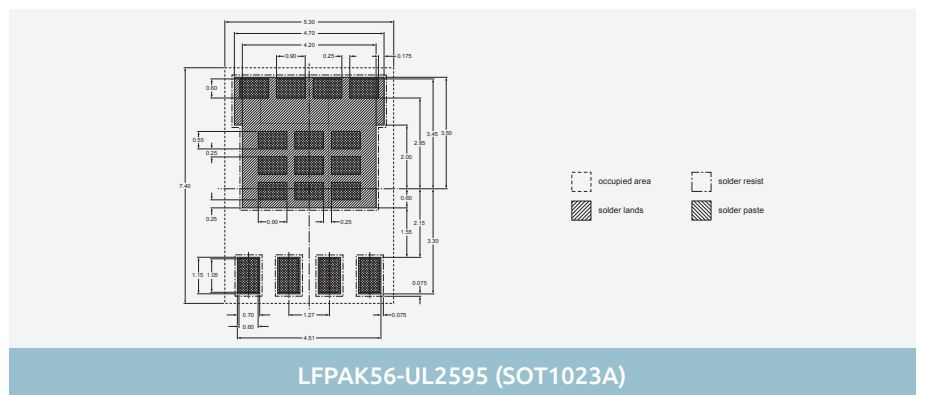 5.30
4.70
4.20
0.90 0.25 0.175
0.60
3.45 3.50
2.85
0.55
0.25
2.00
7.40
0.60
0.25
0.90 0.25
2.15
1.55
3.30
1.15 1.05
0.075
0.70 1.27 0.075
0.60
4.51
occupied area
solder resist
solder lands
solder paste
LFPAK56-UL2595 (SOT1023A)